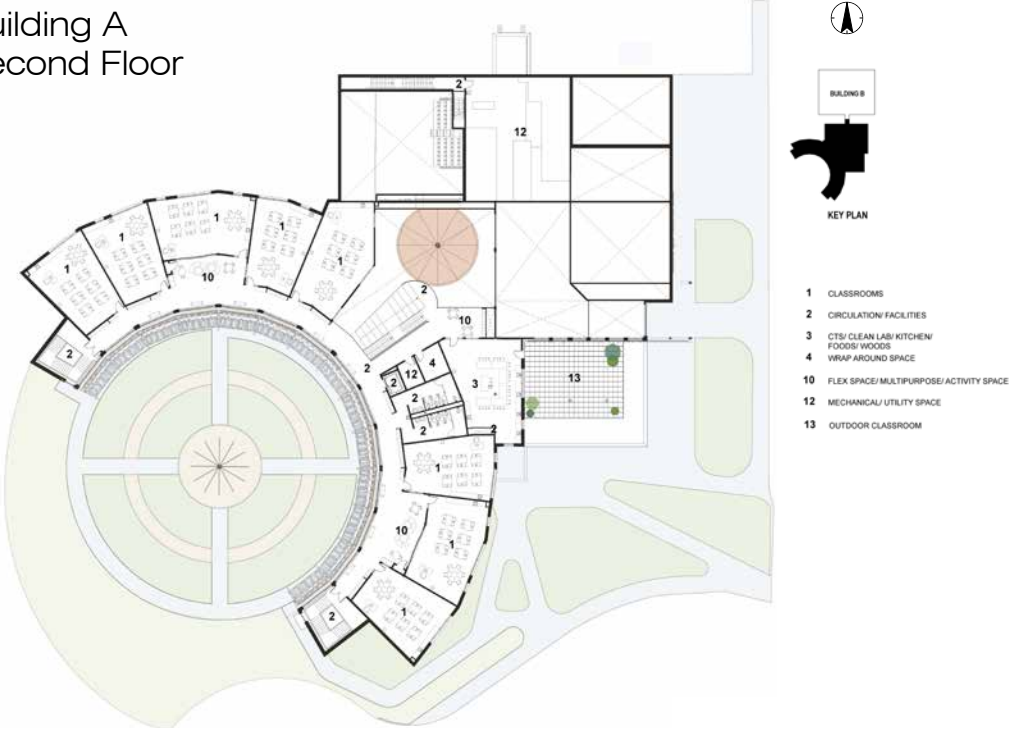 uilding A
econd Floor
BUILDING B
KEY PLAN
1 CLASSROOMS
2 CIRCULATION/ FACILITIES
3 CTS/ CLEAN LAB/ KITCHEN/
FOODS/ WOODS
4 WRAP AROUND SPACE
10 FLEX SPACE/ MULTIPURPOSE/ ACTIVITY SPACE
12 MECHANICAL/ UTILITY SPACE
13 OUTDOOR CLASSROOM
2
12
1
1
1
1
1
10
2
10
2
2
4
12
2
3
13
2
2
2
1
10
1
1
2